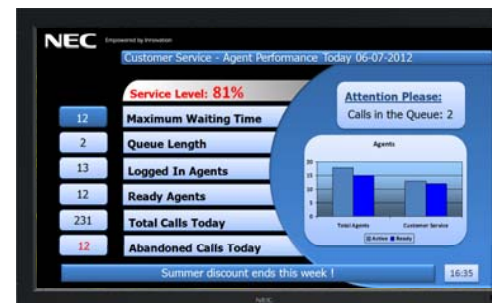 NEC Empowered by Innovation
Customer Service - Agent Performance Today 06-07-2012
Service Level: 81%
12 Maximum Waiting Time
2 Queue Length
13 Logged In Agents
12 Ready Agents
231 Total Calls Today
12 Abandoned Calls Today
Attention Please:
Calls in the Queue: 2
Agents
20
15
10
5
0
Total Agents Customer Service
Active Ready
Summer discount ends this week !
16:35
NEC